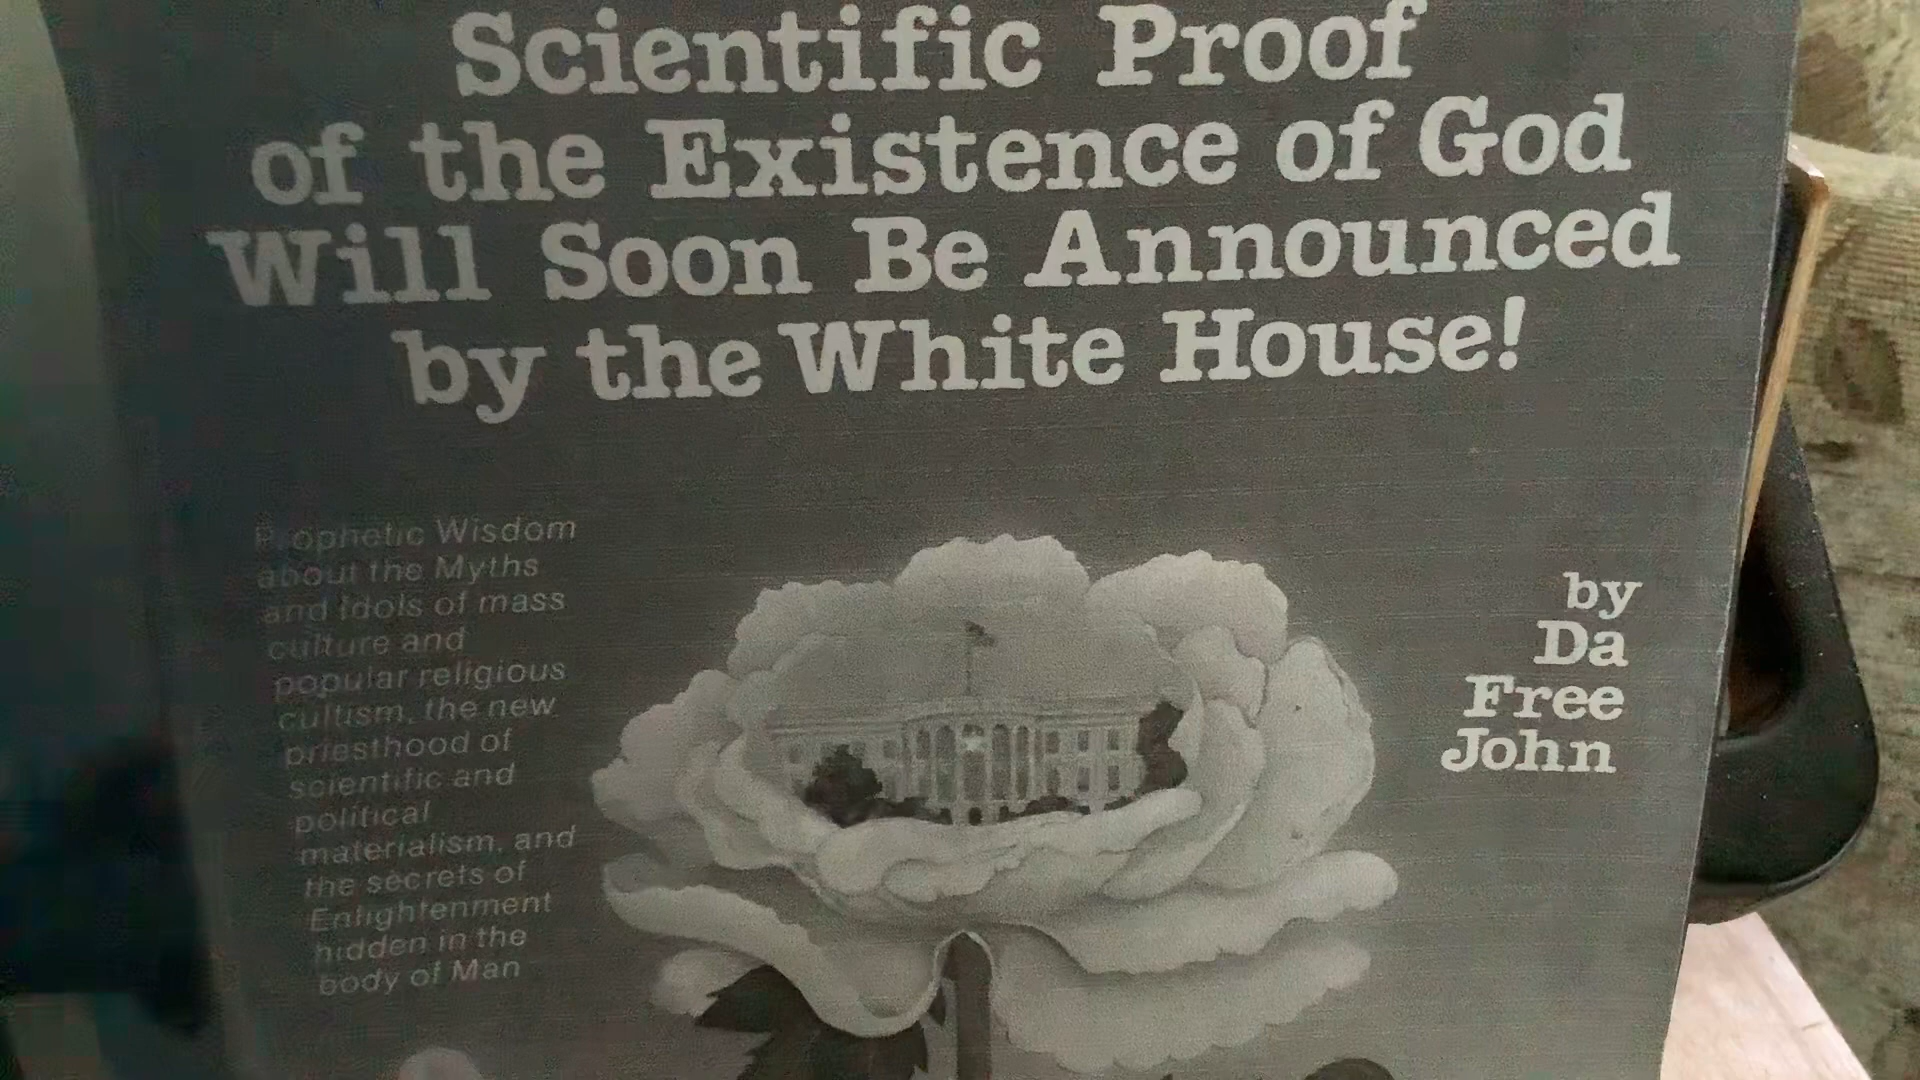 Scientific Proof
of the Existence of God
Will Soon Be Announced
by the White House!
Prophetic Wisdom
about the Myths
and Idols of mass
culture and
popular religious
cultism, the new
priesthood of
scientific and
political
materialism, and
the secrets of
Enlightenment
hidden in the
body of Man
by
Da
Free
John